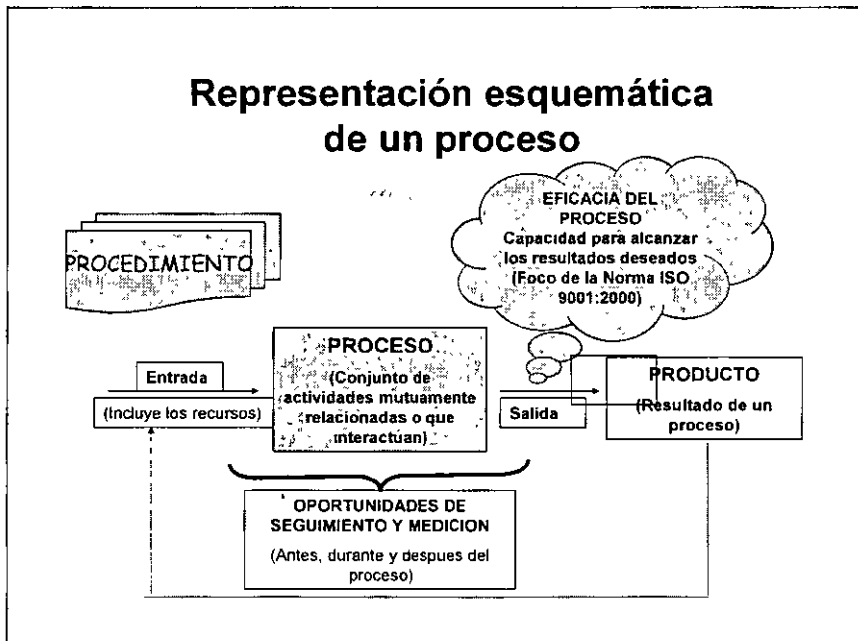 Representación esquemática
de un proceso
EFICACIA DEL
PROCESO
Capacidad para alcanzar
los resultados deseados
(Foco de la Norma ISO
9001:2000)
PROCEDIMIENTO
Entrada
(Incluye los recursos)
PROCESO
(Conjunto de
actividades mutuamente
relacionadas o que
interactúan)
Salida
PRODUCTO
(Resultado de un
proceso)
OPORTUNIDADES DE
SEGUIMIENTO Y MEDICION
(Antes, durante y despues del
proceso)